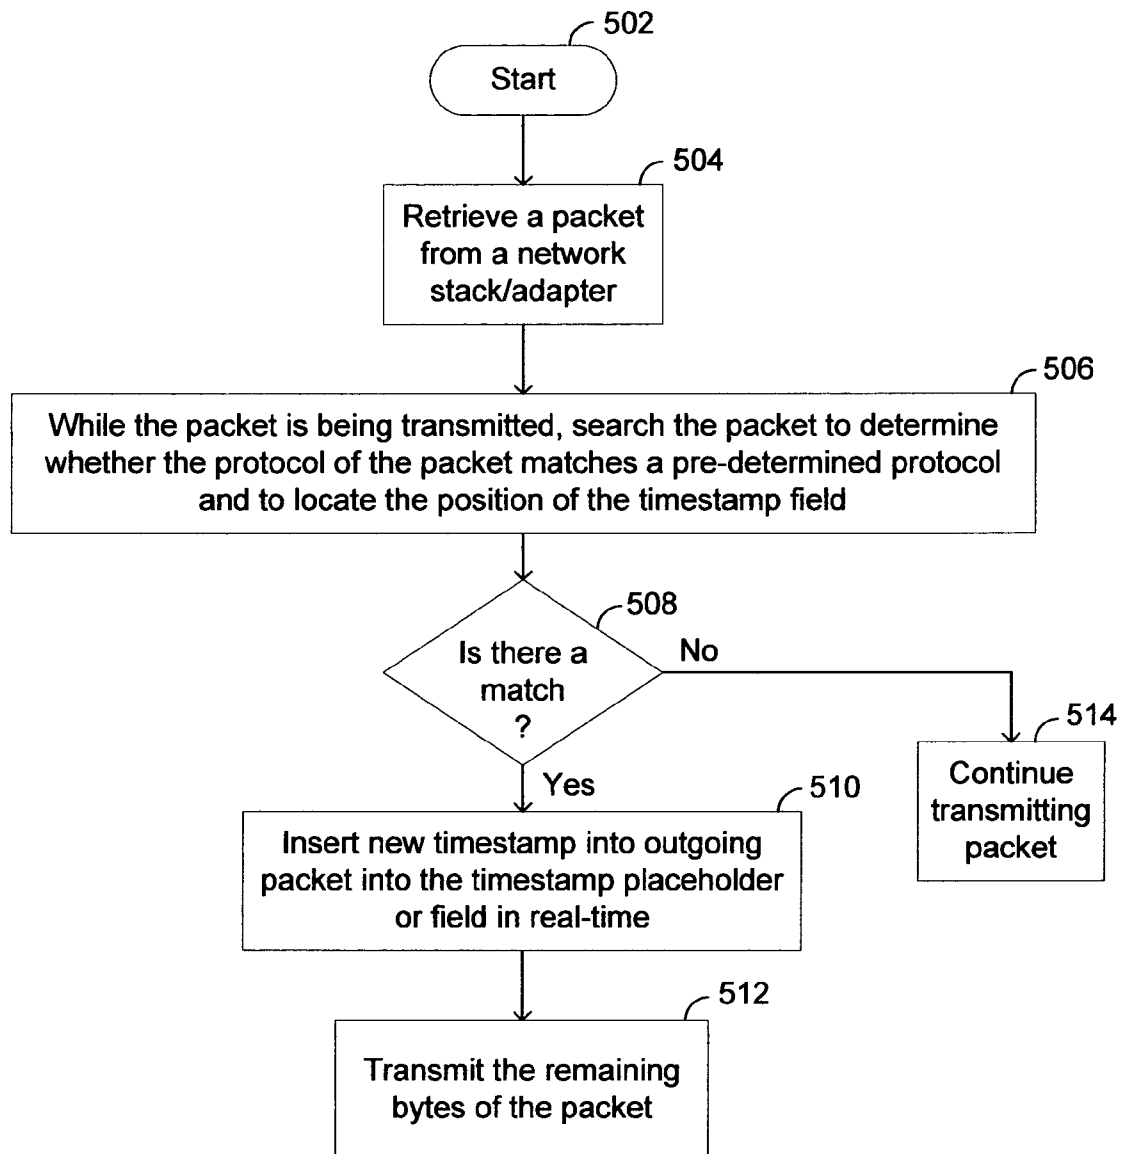 502
Start
504
Retrieve a packet
from a network
stack/adapter
506
While the packet is being transmitted, search the packet to determine
whether the protocol of the packet matches a pre-determined protocol
and to locate the position of the timestamp field
508
Is there a
match
?
No
Yes
514
Continue
transmitting
packet
510
Insert new timestamp into outgoing
packet into the timestamp placeholder
or field in real-time
512
Transmit the remaining
bytes of the packet